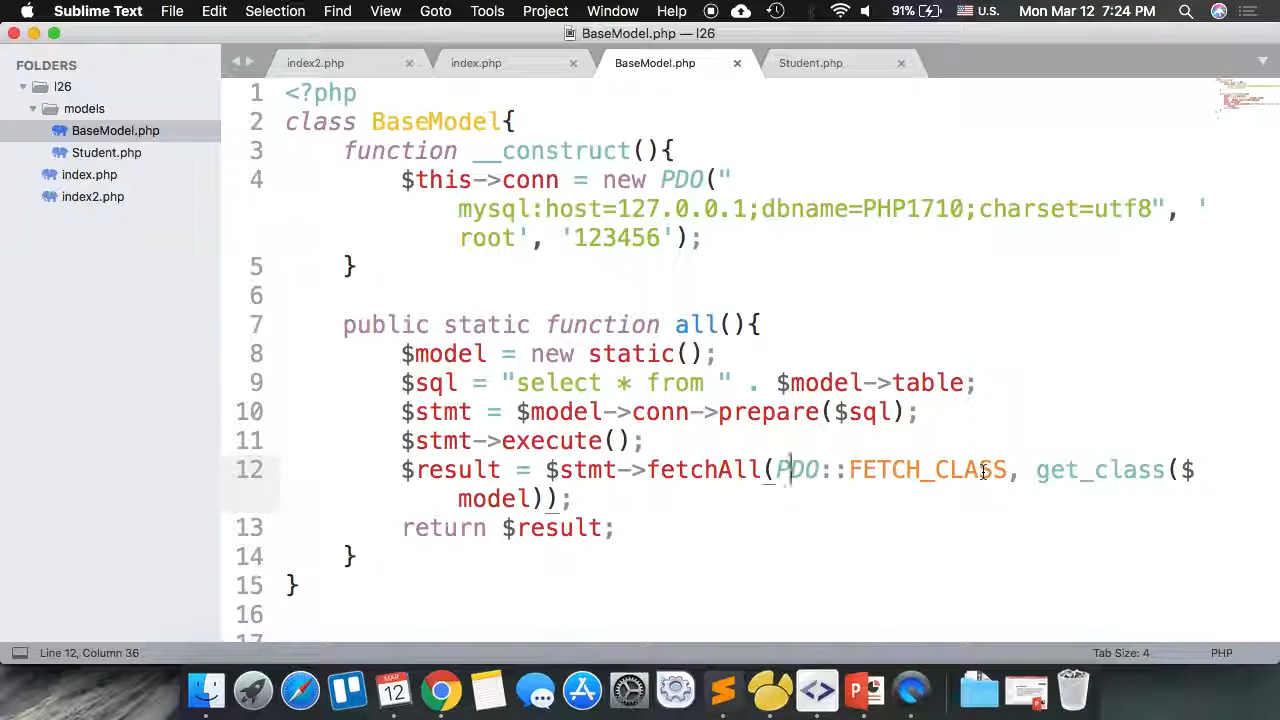 Sublime Text File Edit Selection Find View Goto Tools Project Window Help 91% U.S. Mon Mar 12 7:24 PM
BaseModel.php — l26
FOLDERS
l26
models
BaseModel.php
Student.php
index.php
index2.php
index2.php × index.php × BaseModel.php × Student.php ×
1 <?php
2 class BaseModel{
3 function __construct(){
4 $this->conn = new PDO("
mysql:host=127.0.0.1;dbname=PHP1710;charset=utf8", '
root', '123456');
5 }
6
7 public static function all(){
8 $model = new static();
9 $sql = "select * from " . $model->table;
10 $stmt = $model->conn->prepare($sql);
11 $stmt->execute();
12 $result = $stmt->fetchAll(PDO::FETCH_CLASS, get_class($
model));
13 return $result;
14 }
15 }
16
17
Line 12, Column 36 Tab Size: 4 PHP
MAR
12